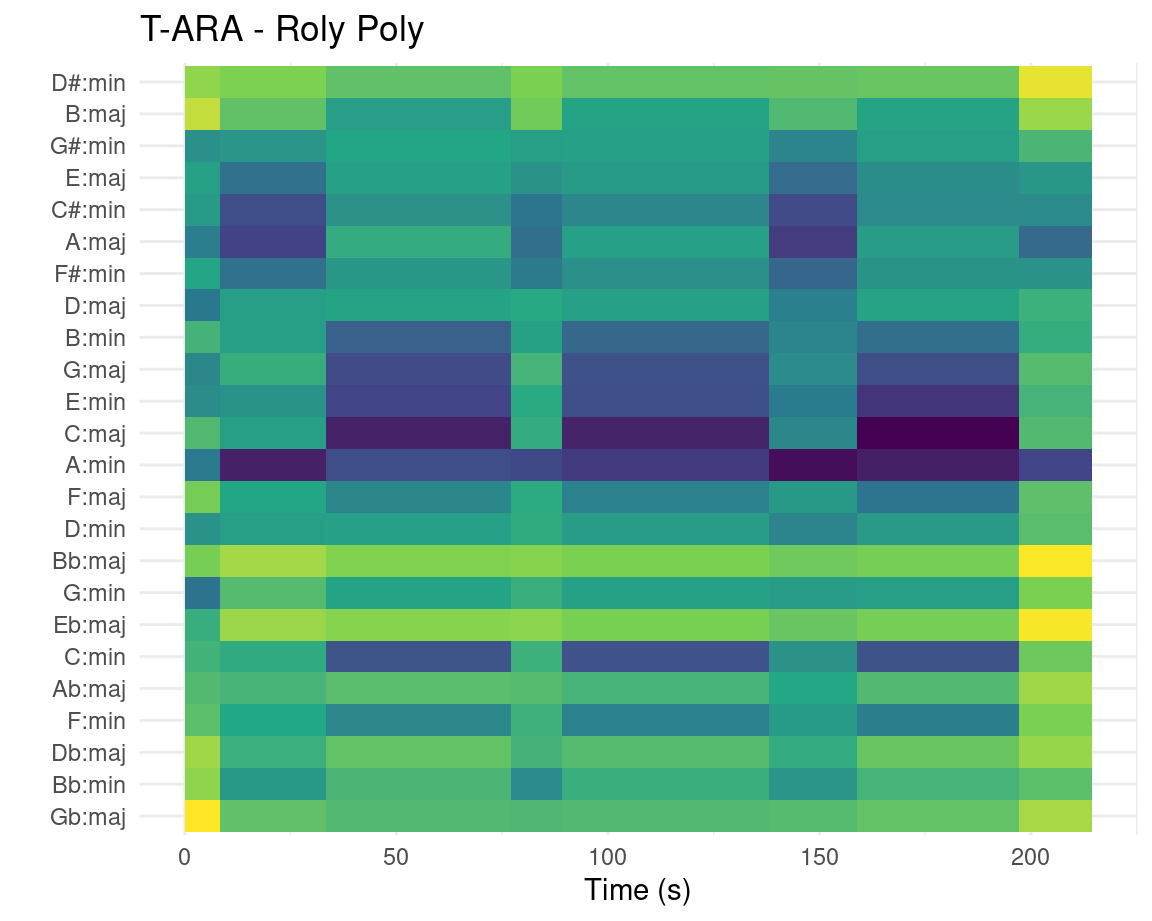 T-ARA - Roly Poly
D#:min
B:maj
G#:min
E:maj
C#:min
A:maj
F#:min
D:maj
B:min
G:maj
E:min
C:maj
A:min
F:maj
D:min
Bb:maj
G:min
Eb:maj
C:min
Ab:maj
F:min
Db:maj
Bb:min
Gb:maj
0 50 100 150 200
Time (s)